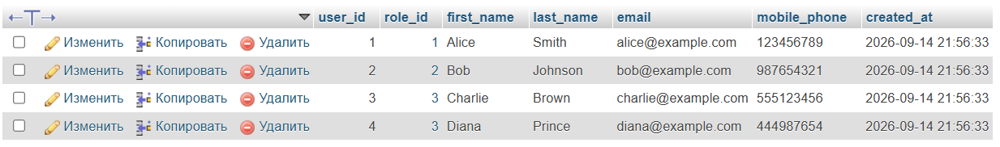 user_id role_id first_name last_name email mobile_phone created_at
Изменить Копировать Удалить 1 1 Alice Smith alice@example.com 123456789 2026-09-14 21:56:33
Изменить Копировать Удалить 2 2 Bob Johnson bob@example.com 987654321 2026-09-14 21:56:33
Изменить Копировать Удалить 3 3 Charlie Brown charlie@example.com 555123456 2026-09-14 21:56:33
Изменить Копировать Удалить 4 3 Diana Prince diana@example.com 444987654 2026-09-14 21:56:33